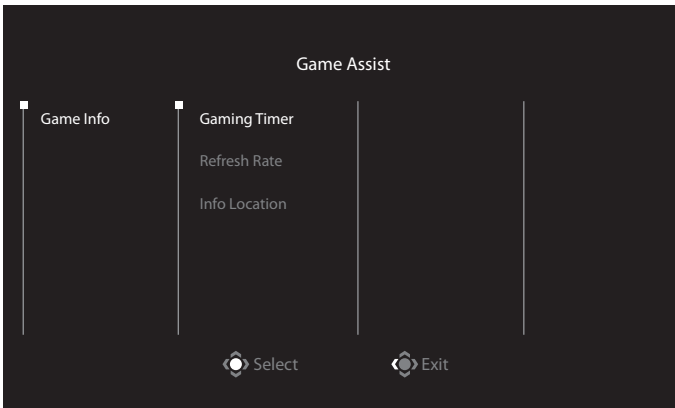 Game Assist
Game Info
Gaming Timer
Refresh Rate
Info Location
Select
Exit